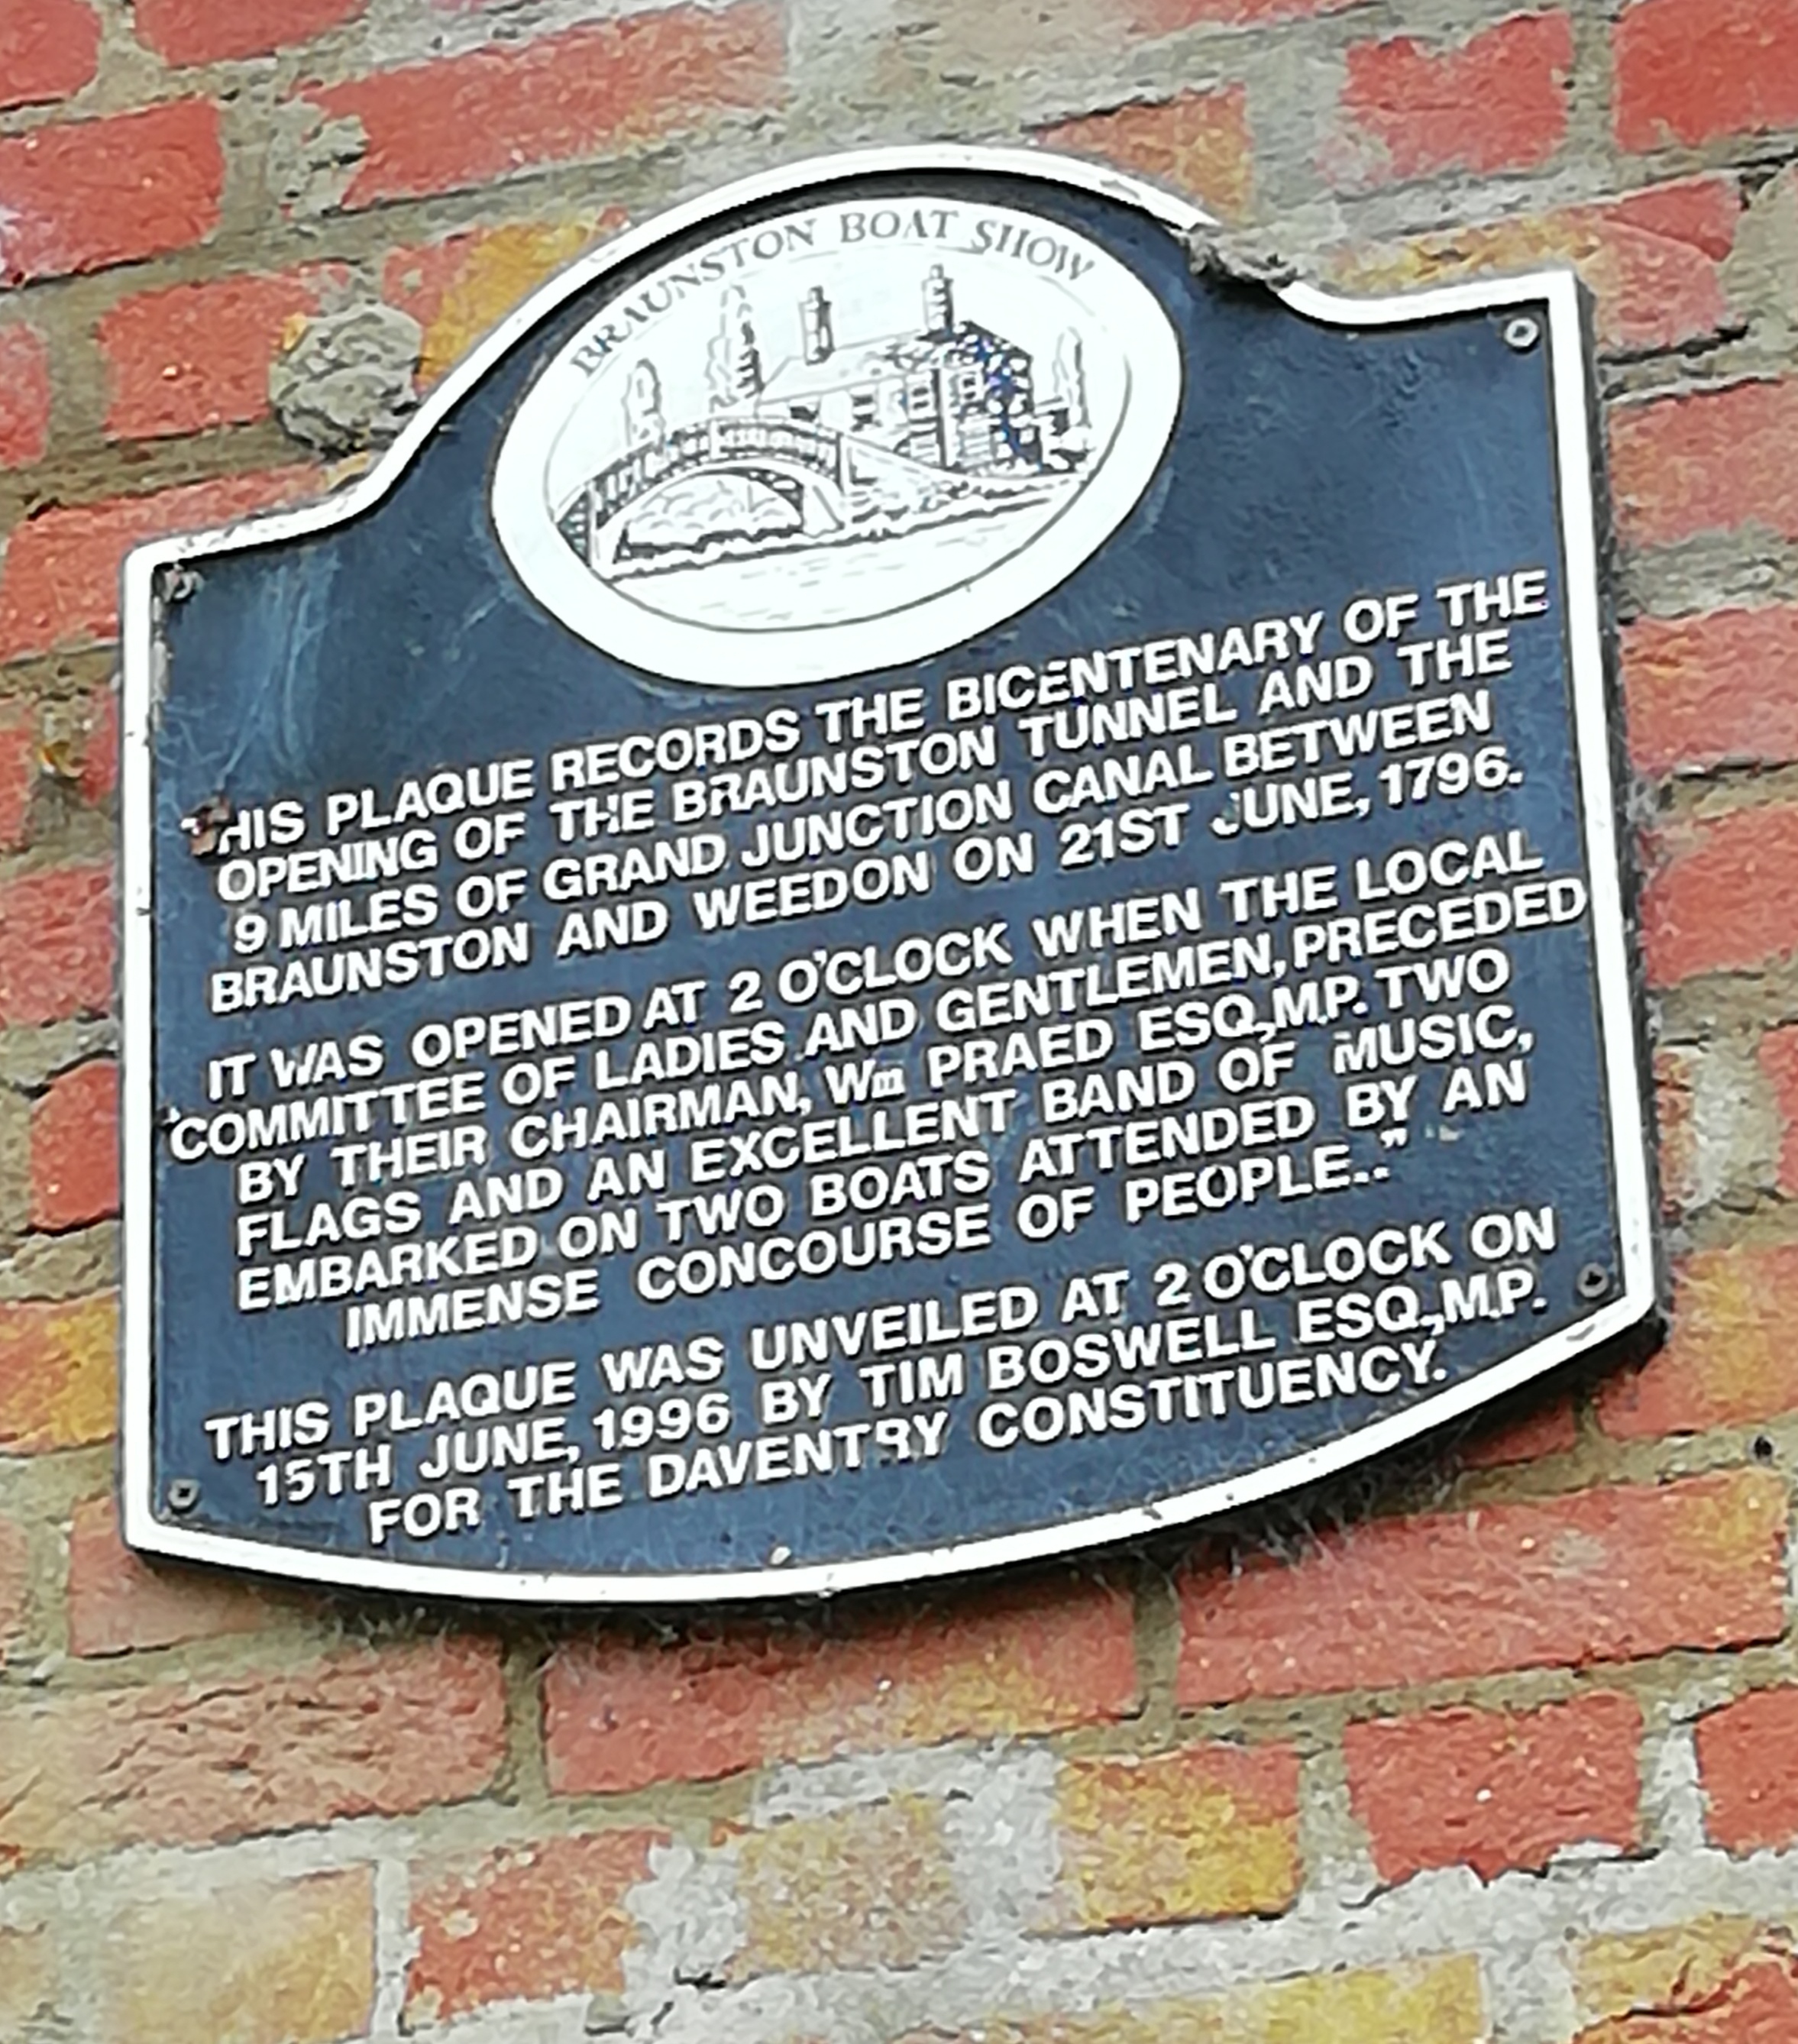 BRAUNSTON BOAT SHOW
THIS PLAQUE RECORDS THE BICENTENARY OF THE
OPENING OF THE BRAUNSTON TUNNEL AND THE
9 MILES OF GRAND JUNCTION CANAL BETWEEN
BRAUNSTON AND WEEDON ON 21ST JUNE, 1796.
IT WAS OPENED AT 2 O'CLOCK WHEN THE LOCAL
'COMMITTEE OF LADIES AND GENTLEMEN, PRECEDED
BY THEIR CHAIRMAN, Wm PRAED ESQ., M.P. TWO
FLAGS AND AN EXCELLENT BAND OF MUSIC,
EMBARKED ON TWO BOATS ATTENDED BY AN
IMMENSE CONCOURSE OF PEOPLE.."
THIS PLAQUE WAS UNVEILED AT 2 O'CLOCK ON
15TH JUNE, 1996 BY TIM BOSWELL ESQ., M.P.
FOR THE DAVENTRY CONSTITUENCY.